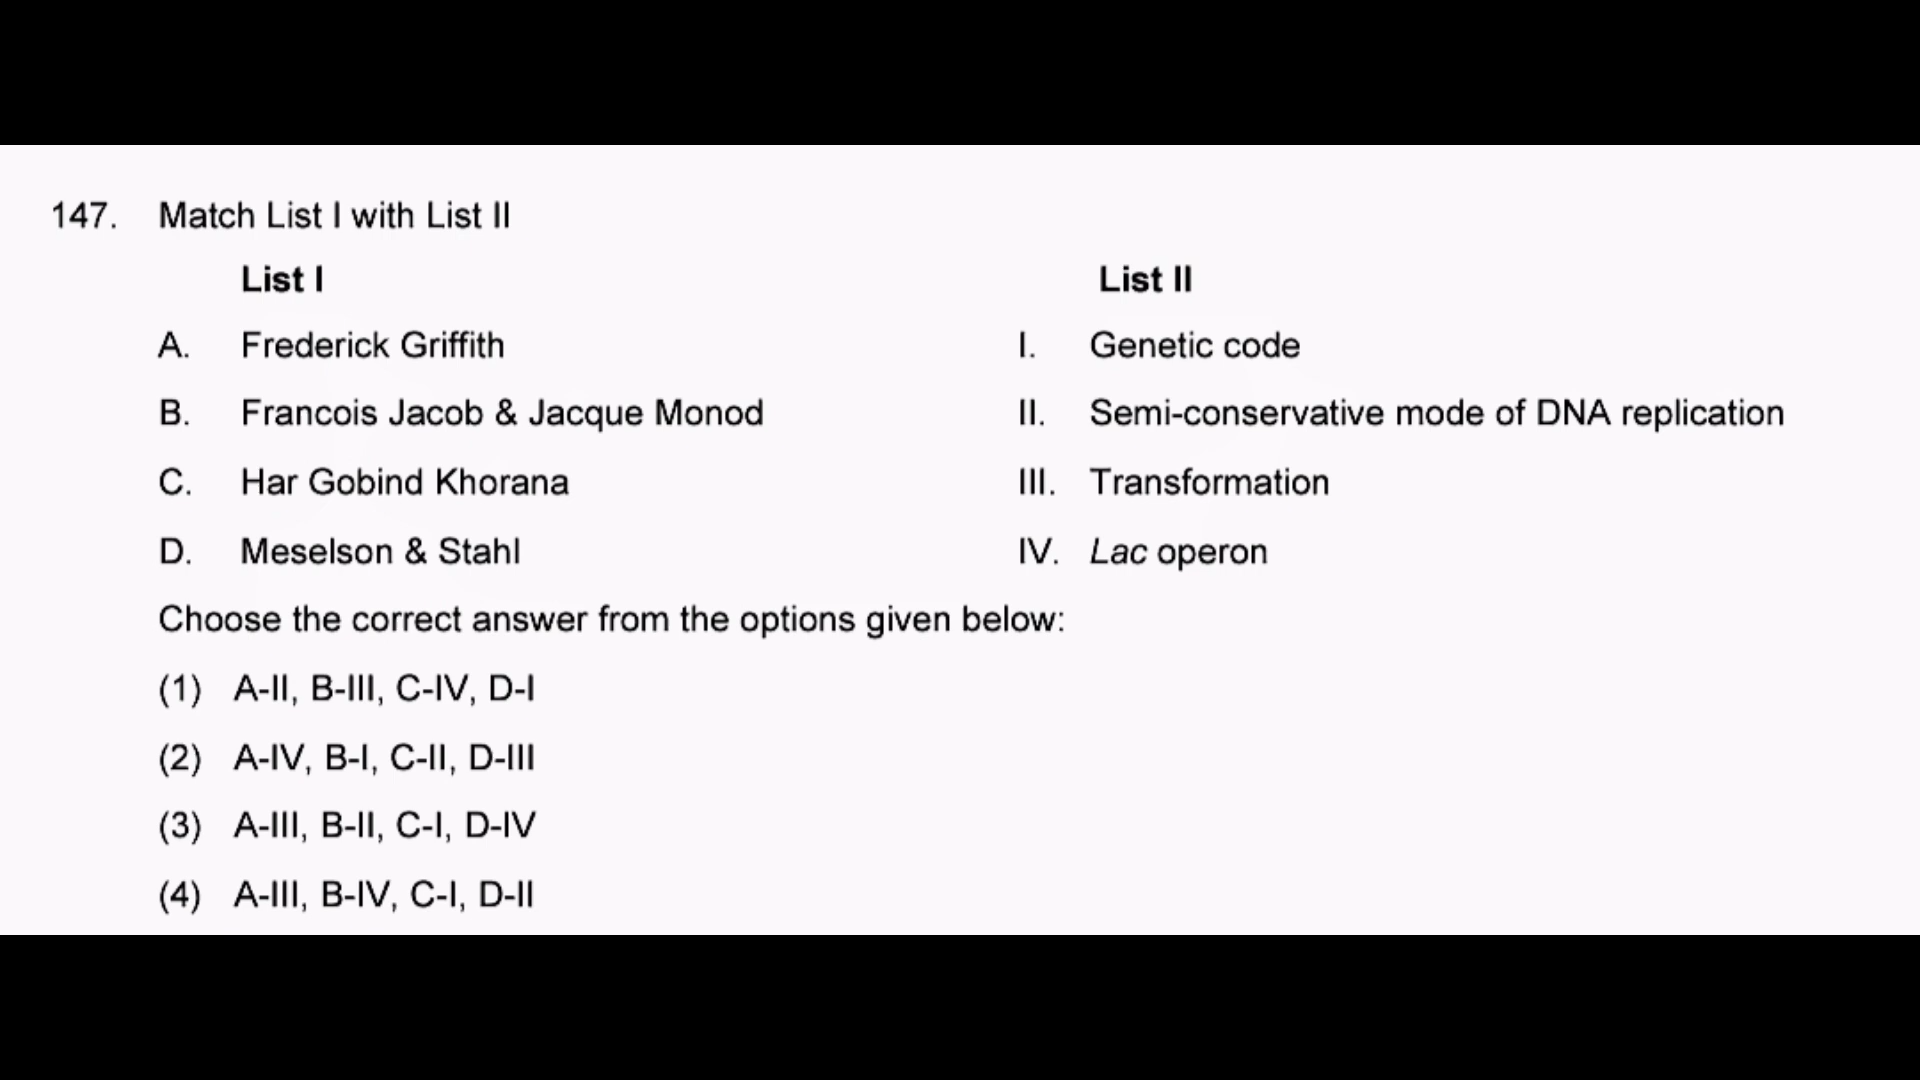 147. Match List I with List II
List I List II
A. Frederick Griffith I. Genetic code
B. Francois Jacob & Jacque Monod II. Semi-conservative mode of DNA replication
C. Har Gobind Khorana III. Transformation
D. Meselson & Stahl IV. Lac operon
Choose the correct answer from the options given below:
(1) A-II, B-III, C-IV, D-I
(2) A-IV, B-I, C-II, D-III
(3) A-III, B-II, C-I, D-IV
(4) A-III, B-IV, C-I, D-II